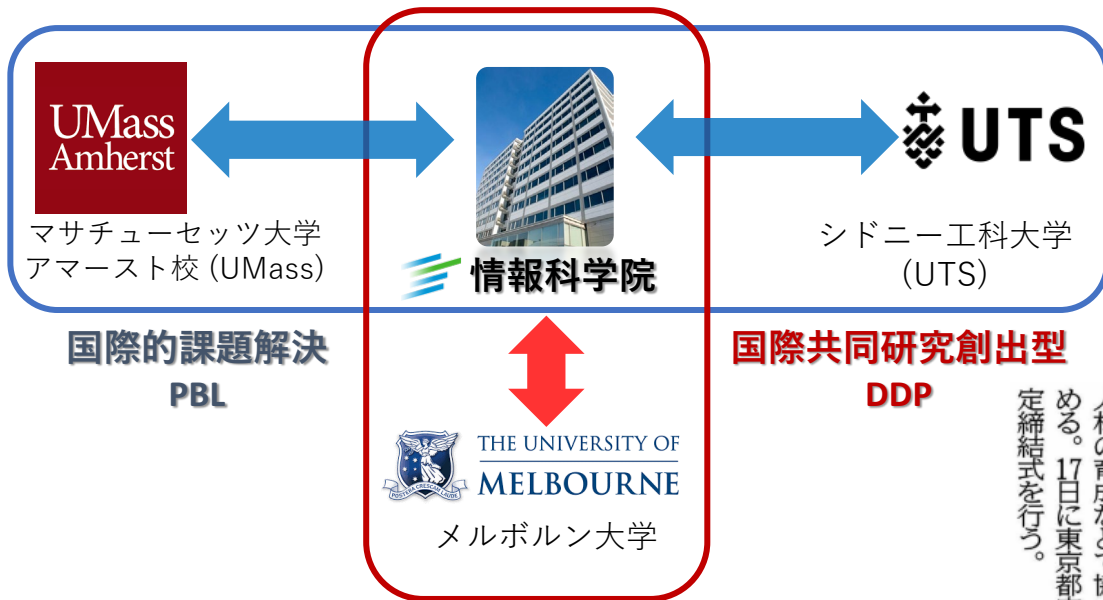 UMass
Amherst
マサチューセッツ大学
アマースト校 (UMass)
情報科学院
UTS
シドニー工科大学
(UTS)
国際的課題解決
PBL
国際共同研究創出型
DDP
THE UNIVERSITY OF
MELBOURNE
POSTERA CRESCAM LAUDE
メルボルン大学
める。17日に東京都
定締結式を行う。